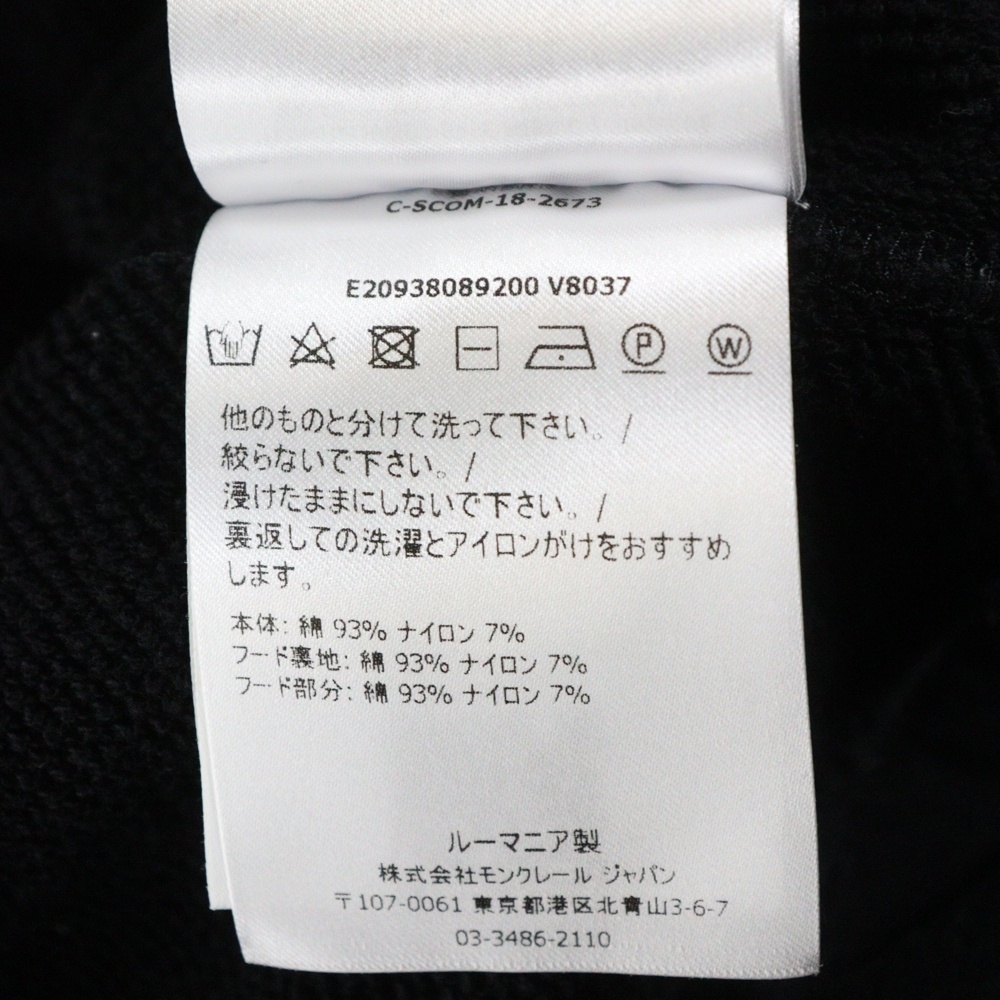 C-SCOM-18-2673
E20938089200 V8037
P W
他のものと分けて洗って下さい。/
絞らないで下さい。/
浸けたままにしないで下さい。/
裏返しての洗濯とアイロンがけをおすすめ
します。
本体: 綿 93% ナイロン 7%
フード裏地: 綿 93% ナイロン 7%
フード部分: 綿 93% ナイロン 7%
ルーマニア製
株式会社モンクレール ジャパン
〒107-0061 東京都港区北青山3-6-7
03-3486-2110